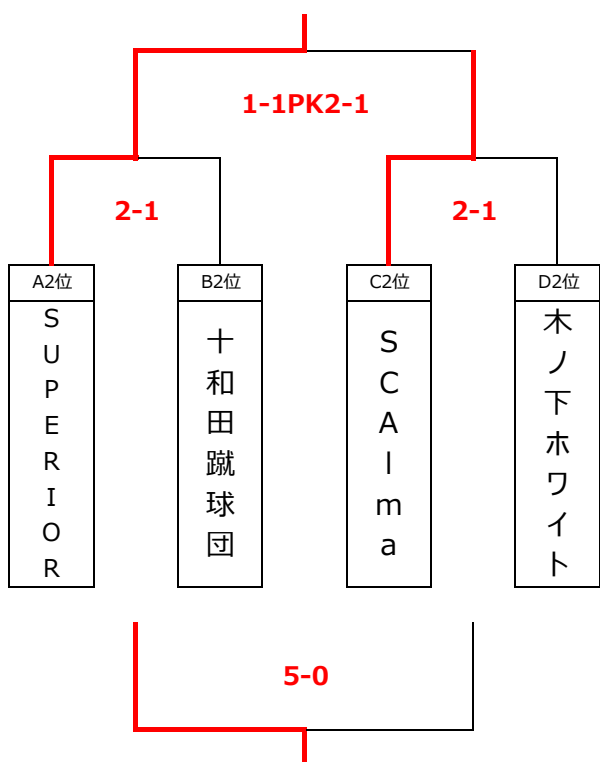 1-1PK2-1
2-1
2-1
A2位
B2位
C2位
D2位
SUPERIOR
十和田蹴球団
SCAlma
木ノ下ホワイト
5-0